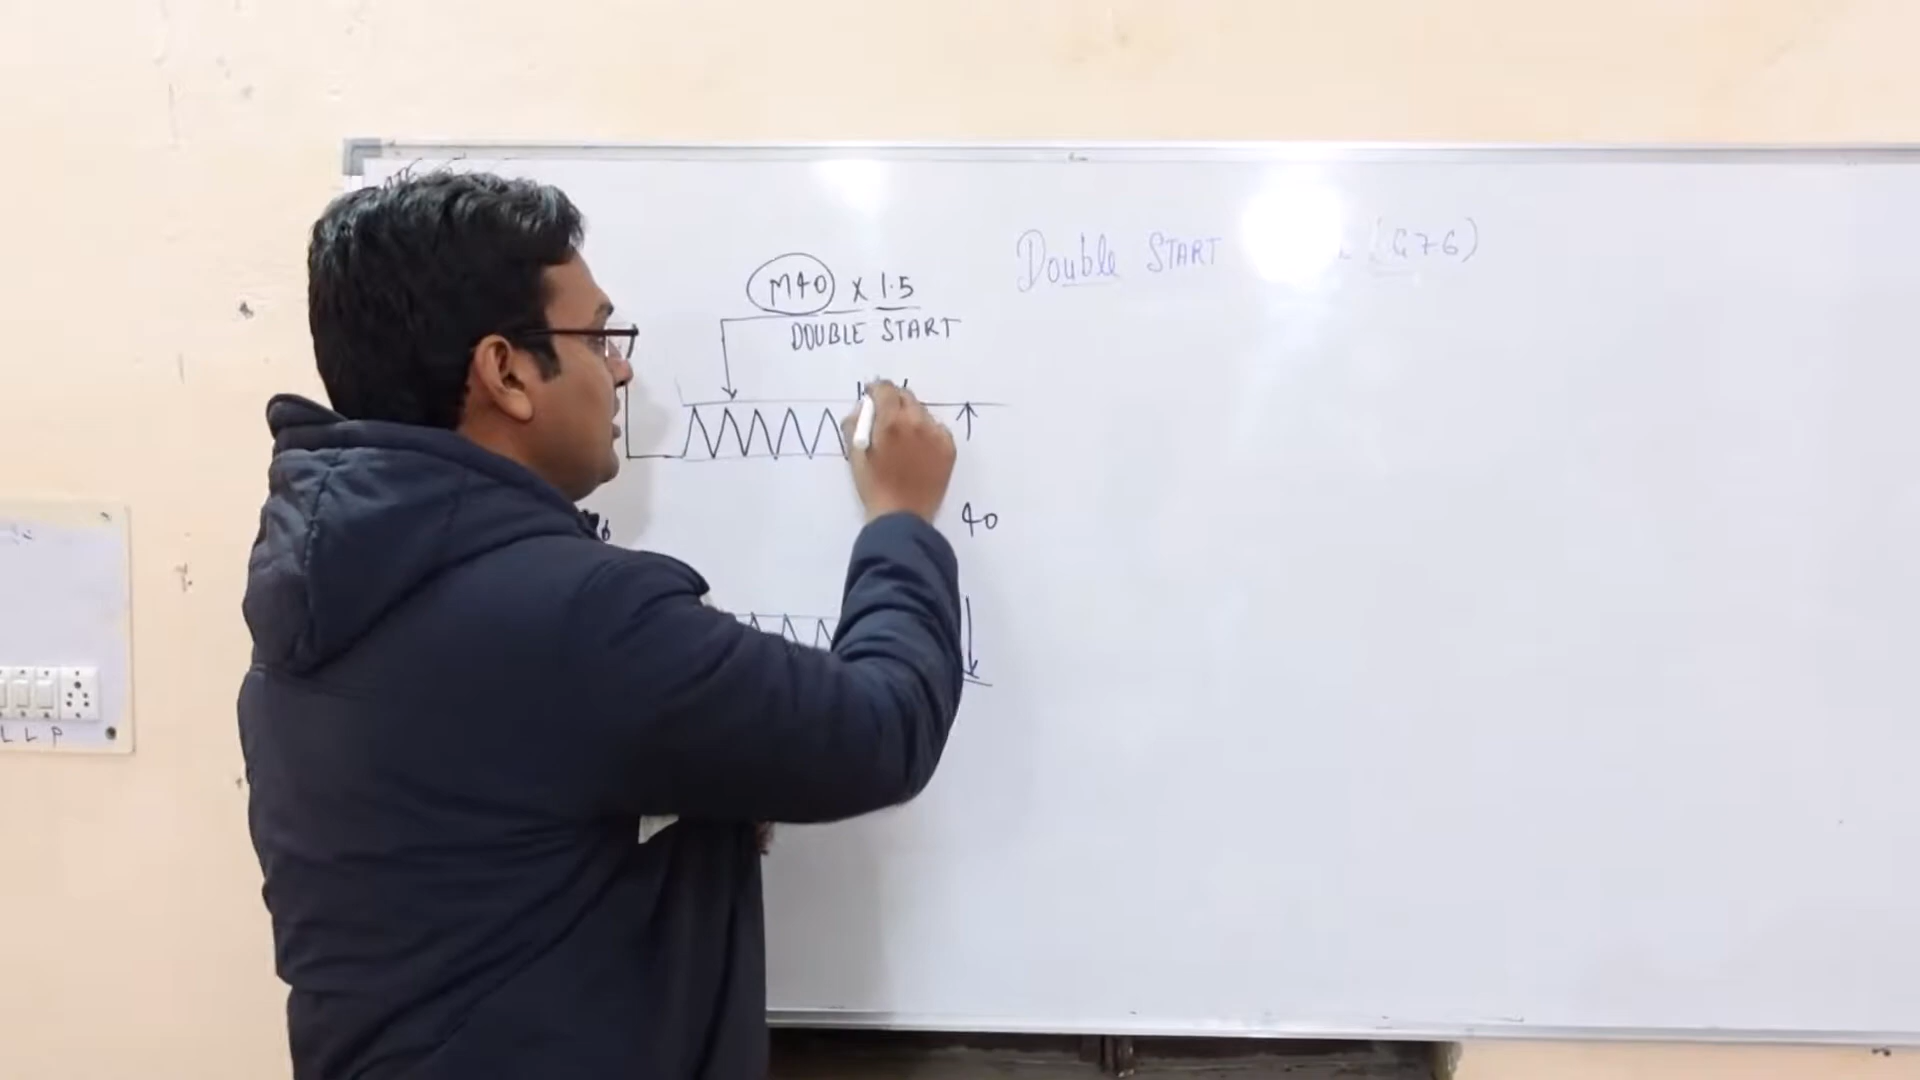 M40 x 1.5
DOUBLE START
Double START (G76)
40
L L P